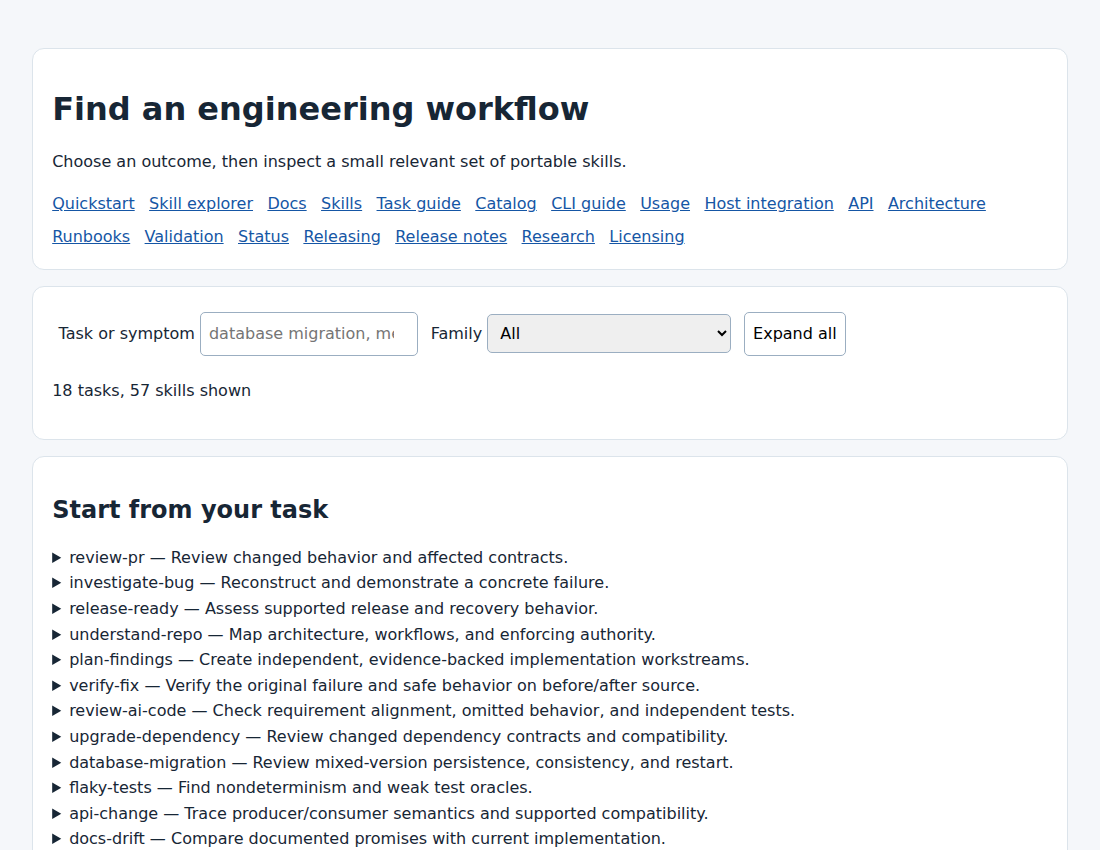 Find an engineering workflow
Choose an outcome, then inspect a small relevant set of portable skills.
Quickstart Skill explorer Docs Skills Task guide Catalog CLI guide Usage Host integration API Architecture
Runbooks Validation Status Releasing Release notes Research Licensing
Task or symptom database migration, Family All Expand all
18 tasks, 57 skills shown
Start from your task
review-pr — Review changed behavior and affected contracts.
investigate-bug — Reconstruct and demonstrate a concrete failure.
release-ready — Assess supported release and recovery behavior.
understand-repo — Map architecture, workflows, and enforcing authority.
plan-findings — Create independent, evidence-backed implementation workstreams.
verify-fix — Verify the original failure and safe behavior on before/after source.
review-ai-code — Check requirement alignment, omitted behavior, and independent tests.
upgrade-dependency — Review changed dependency contracts and compatibility.
database-migration — Review mixed-version persistence, consistency, and restart.
flaky-tests — Find nondeterminism and weak test oracles.
api-change — Trace producer/consumer semantics and supported compatibility.
docs-drift — Compare documented promises with current implementation.